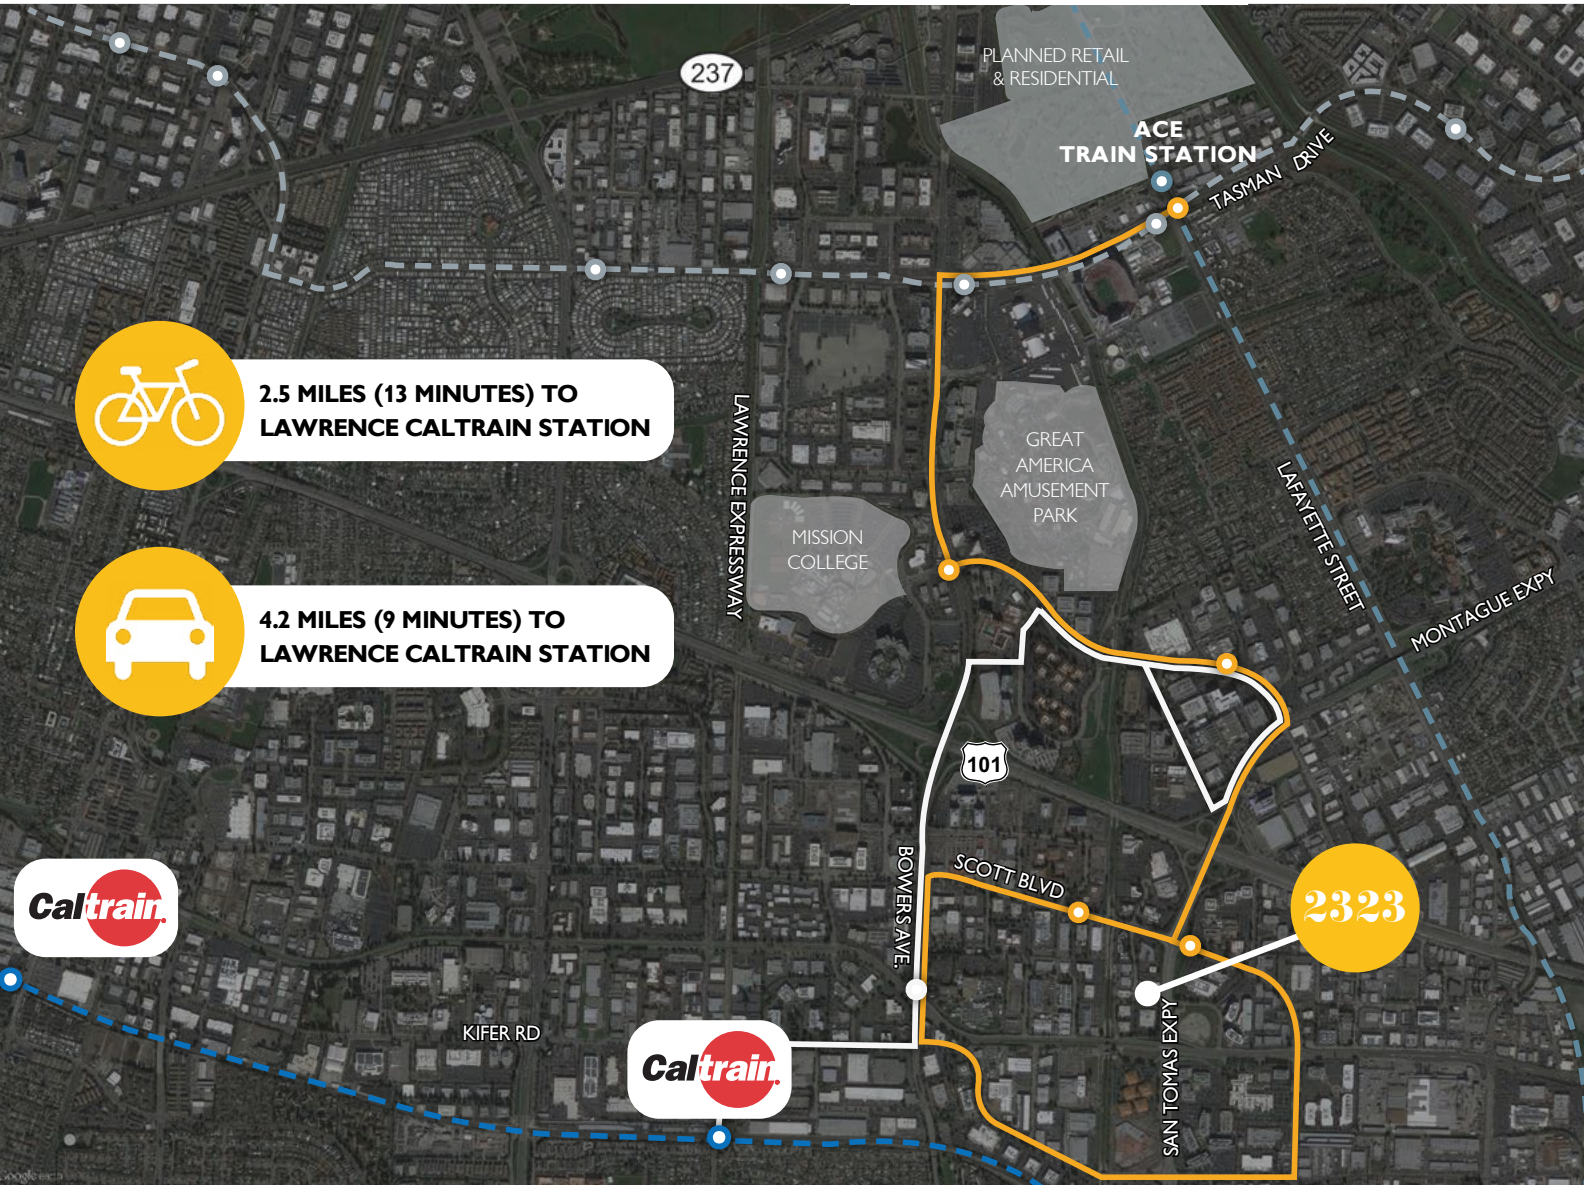 237
PLANNED RETAIL
& RESIDENTIAL
ACE
TRAIN STATION
TASMAN DRIVE
2.5 MILES (13 MINUTES) TO
LAWRENCE CALTRAIN STATION
LAWRENCE EXPRESSWAY
GREAT
AMERICA
AMUSEMENT
PARK
MISSION
COLLEGE
LAFAYETTE STREET
MONTAGUE EXPY
4.2 MILES (9 MINUTES) TO
LAWRENCE CALTRAIN STATION
101
BOWERS AVE.
SCOTT BLVD
2323
Caltrain
KIFER RD
Caltrain
SAN TOMAS EXPY
Google earth